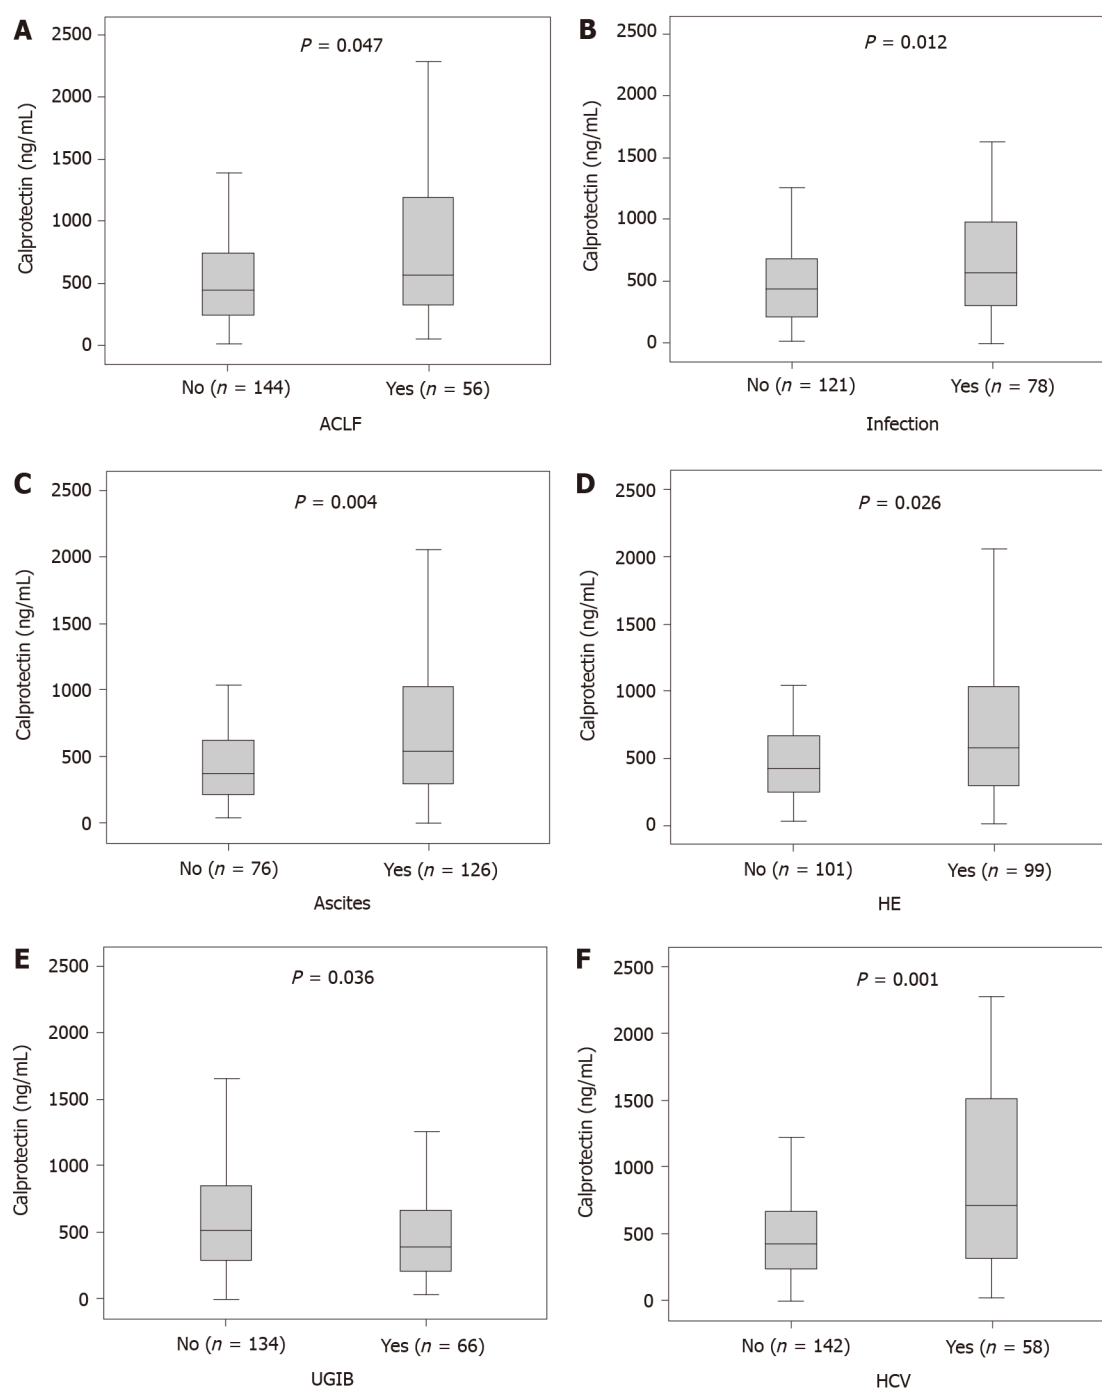 A
P = 0.047
Calprotectin (ng/mL)
2500
2000
1500
1000
500
0
No (n = 144)
Yes (n = 56)
ACLF
B
P = 0.012
Calprotectin (ng/mL)
2500
2000
1500
1000
500
0
No (n = 121)
Yes (n = 78)
Infection
C
P = 0.004
Calprotectin (ng/mL)
2500
2000
1500
1000
500
0
No (n = 76)
Yes (n = 126)
Ascites
D
P = 0.026
Calprotectin (ng/mL)
2500
2000
1500
1000
500
0
No (n = 101)
Yes (n = 99)
HE
E
P = 0.036
Calprotectin (ng/mL)
2500
2000
1500
1000
500
0
No (n = 134)
Yes (n = 66)
UGIB
F
P = 0.001
Calprotectin (ng/mL)
2500
2000
1500
1000
500
0
No (n = 142)
Yes (n = 58)
HCV